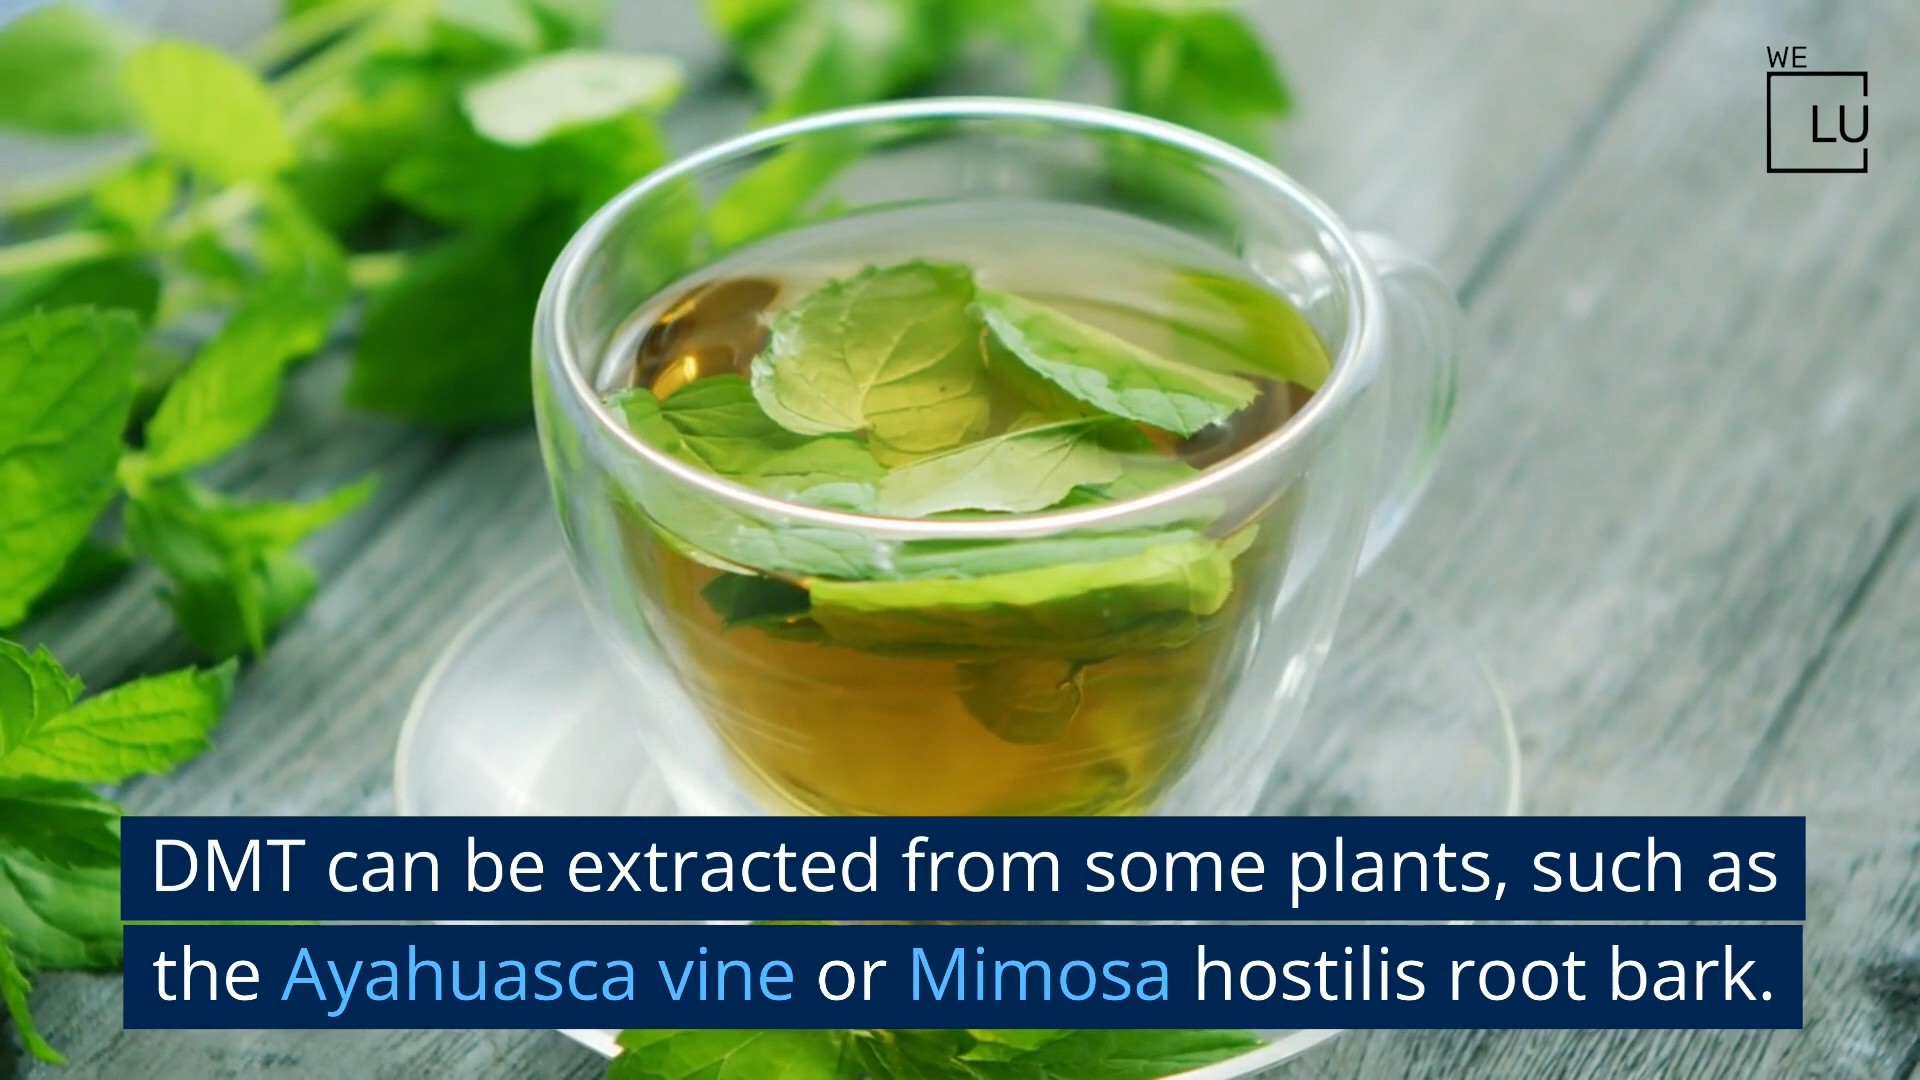 WE
LU
DMT can be extracted from some plants, such as
the Ayahuasca vine or Mimosa hostilis root bark.